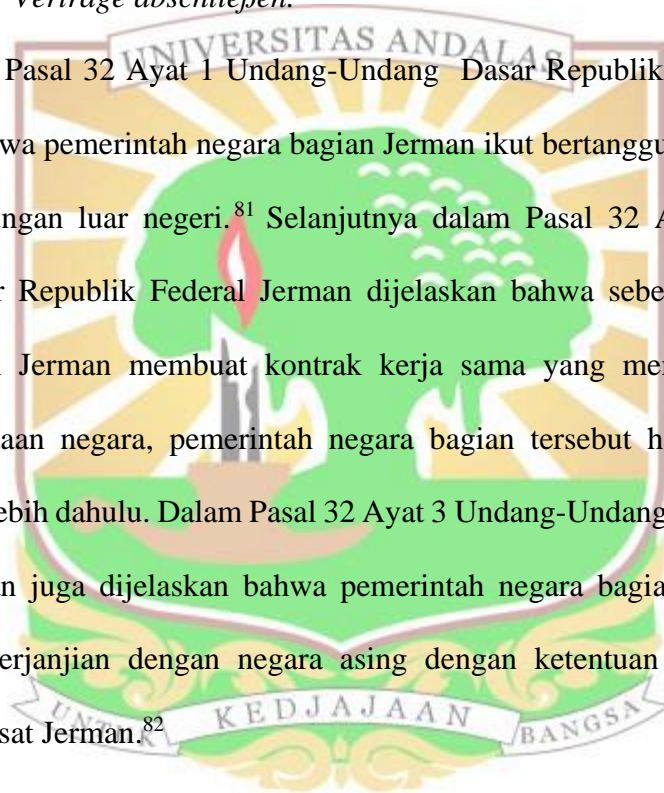 Verträge abschließen.
UNIVERSITAS ANDALAS
Pasal 32 Ayat 1 Undang-Undang Dasar Republik
wa pemerintah negara bagian Jerman ikut bertanggu
ngan luar negeri.81 Selanjutnya dalam Pasal 32 A
r Republik Federal Jerman dijelaskan bahwa sebe
Jerman membuat kontrak kerja sama yang mer
aan negara, pemerintah negara bagian tersebut h
ebih dahulu. Dalam Pasal 32 Ayat 3 Undang-Undang
n juga dijelaskan bahwa pemerintah negara bagia
erjanjian dengan negara asing dengan ketentuan
sat Jerman.82
UNTUK KEDJAJAAN BANGSA